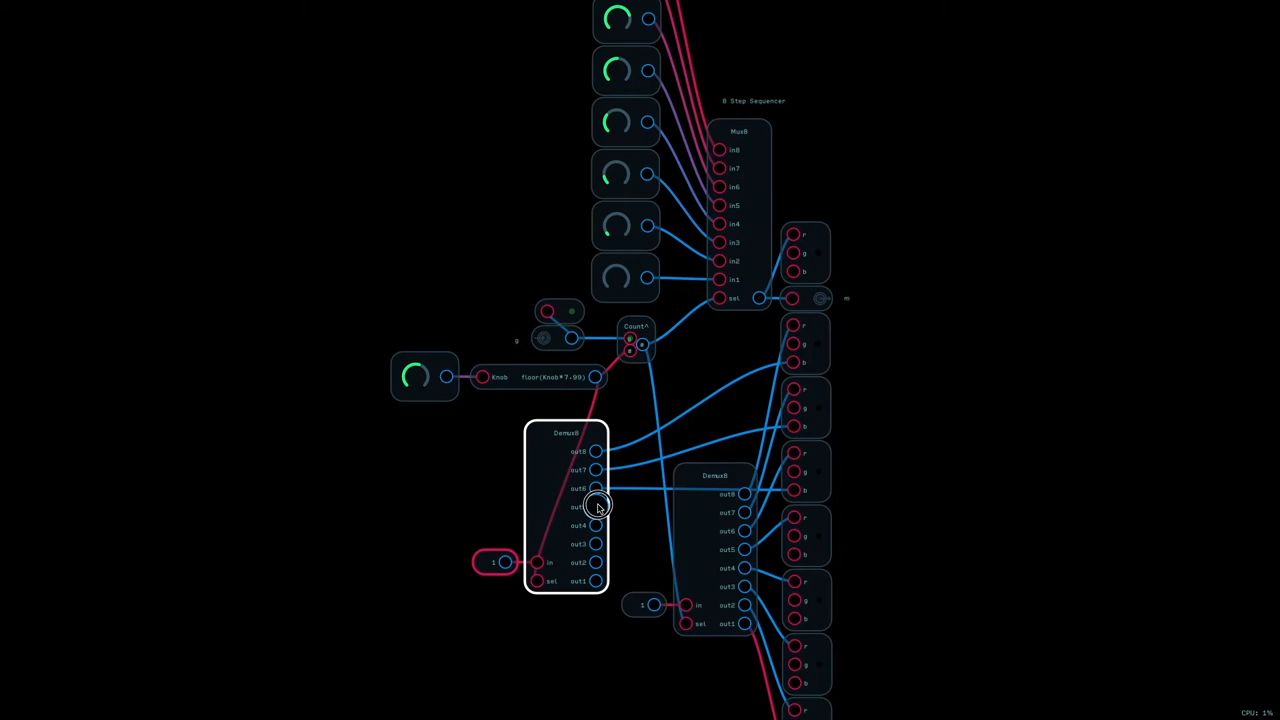 8 Step Sequencer
Mux8
in8
in7
in6
in5
in4
in3
in2
in1
sel
r
g
b
m
Count^
g
Knob floor(Knob*7.99)
r
g
b
r
g
b
Demux8
out8
out7
out6
out4
out3
out2
out1
in
sel
1
Demux8
out8
out7
out6
out5
out4
out3
out2
out1
in
sel
1
r
g
b
r
g
b
r
g
b
r
g
b
r
CPU: 1%